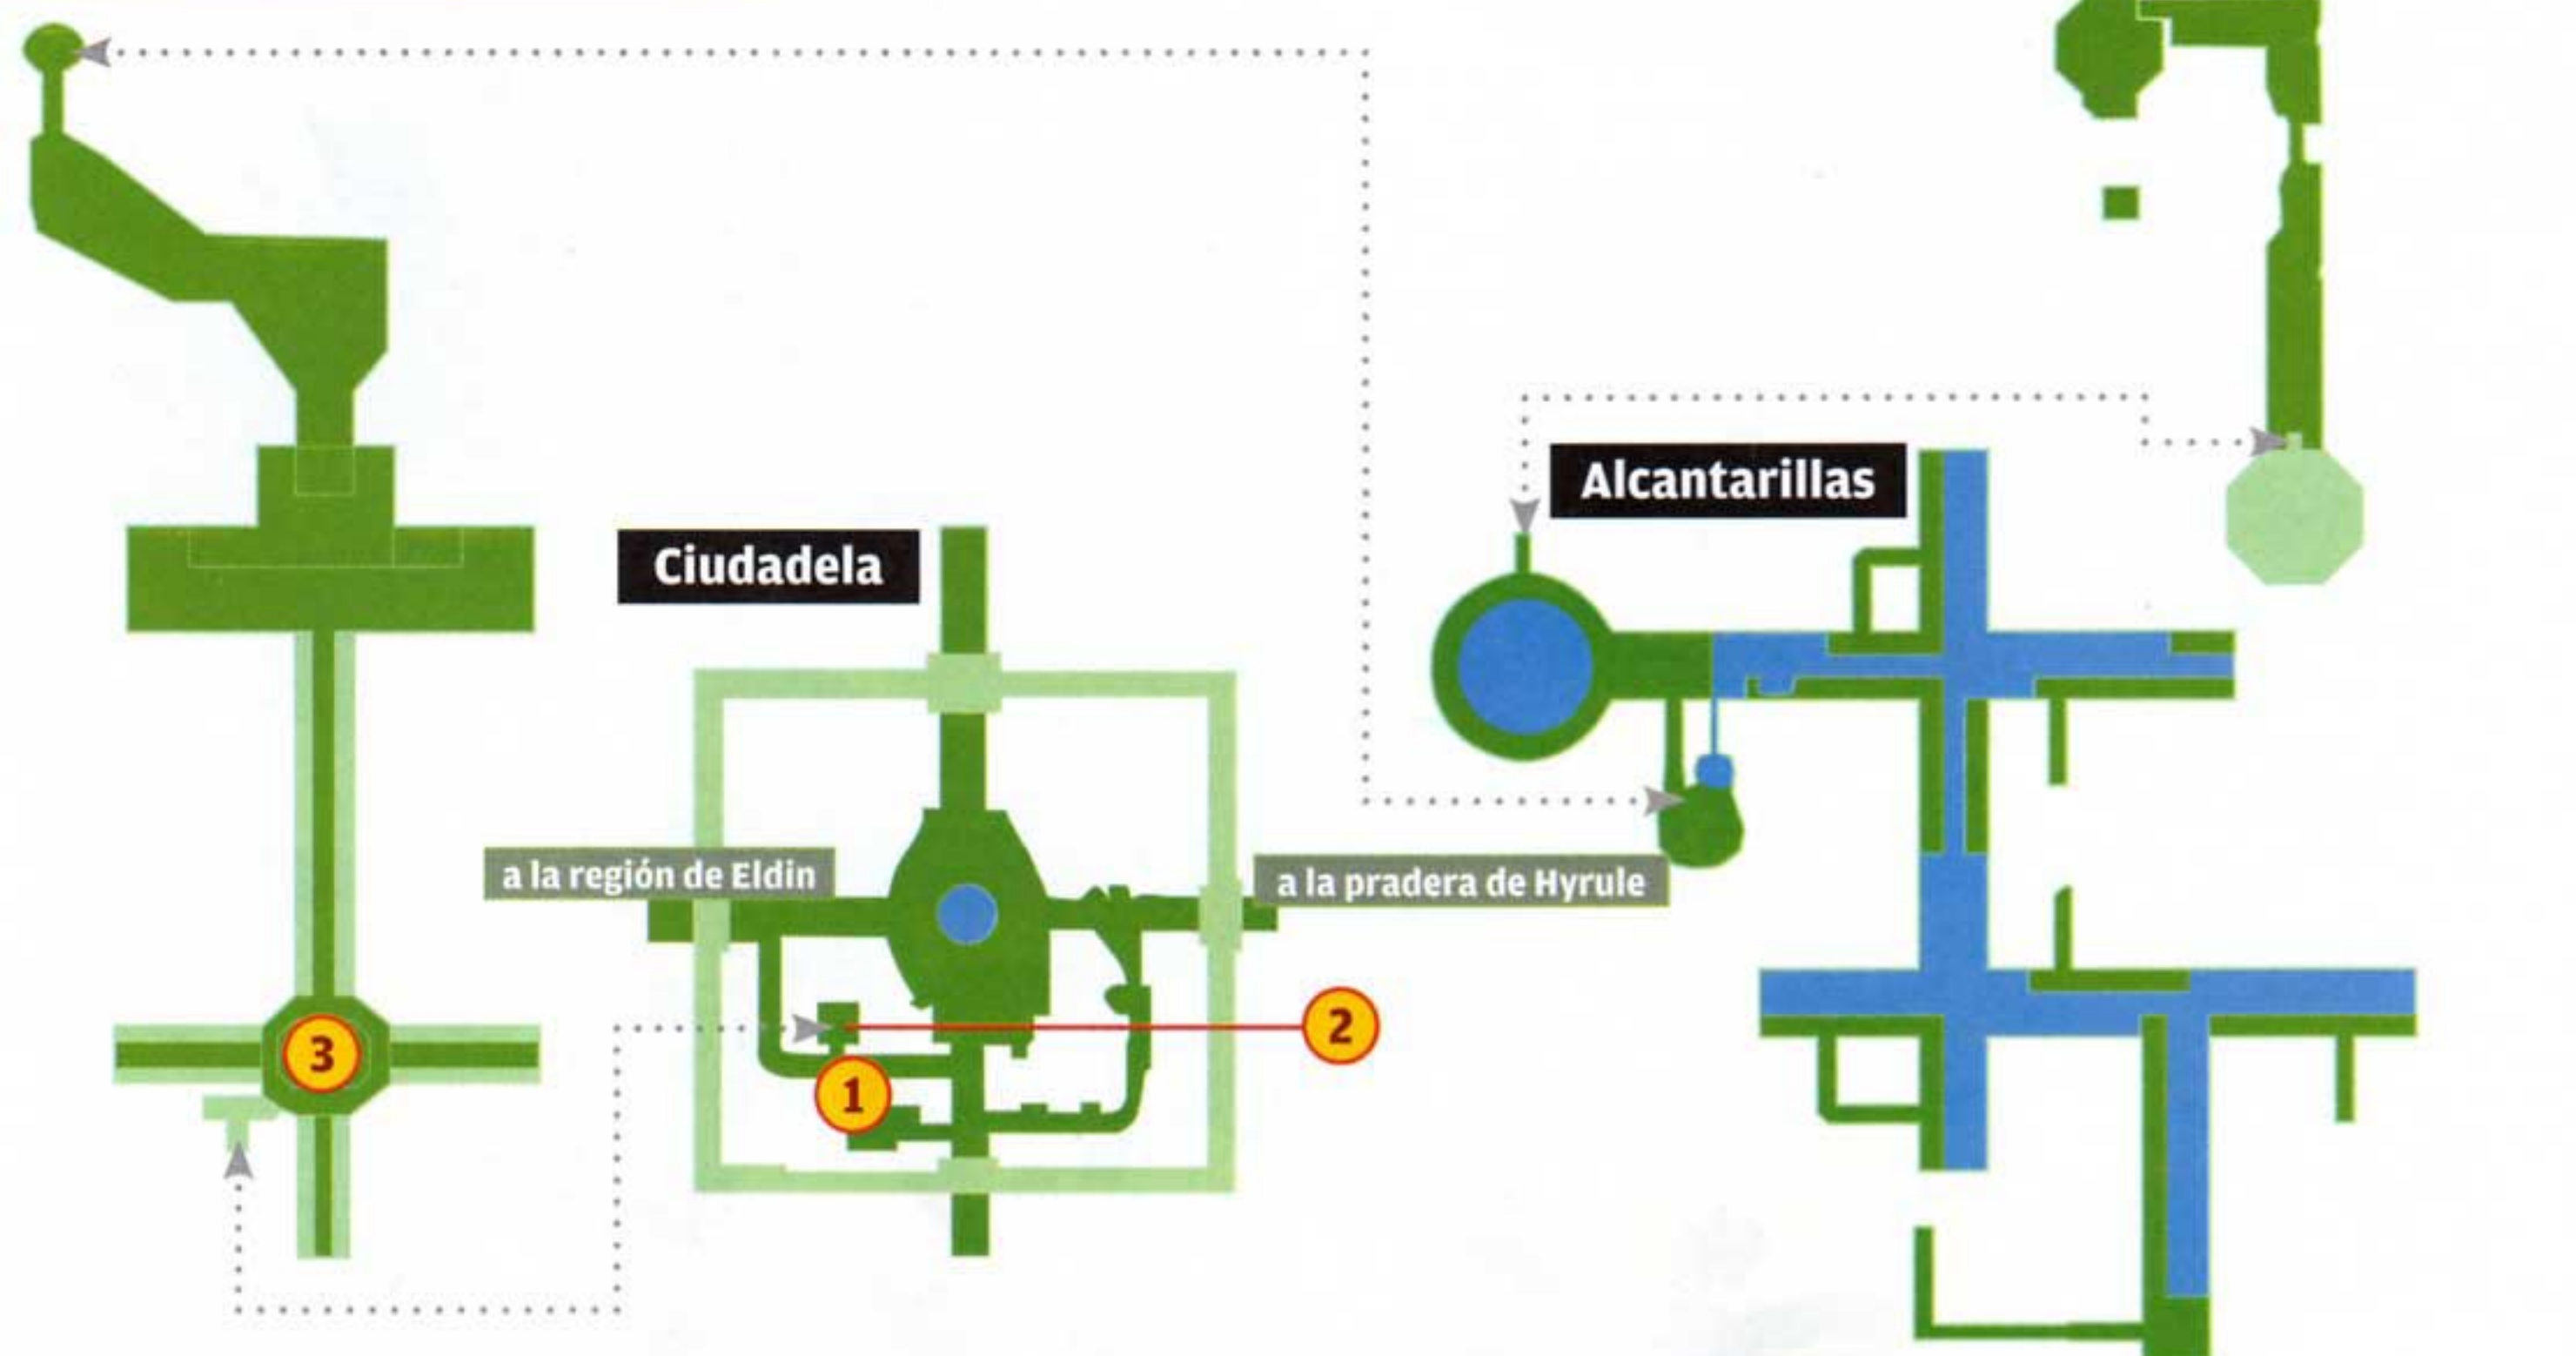 Alcantarillas
Ciudadela
a la región de Eldin
a la pradera de Hyrule
2
3
1